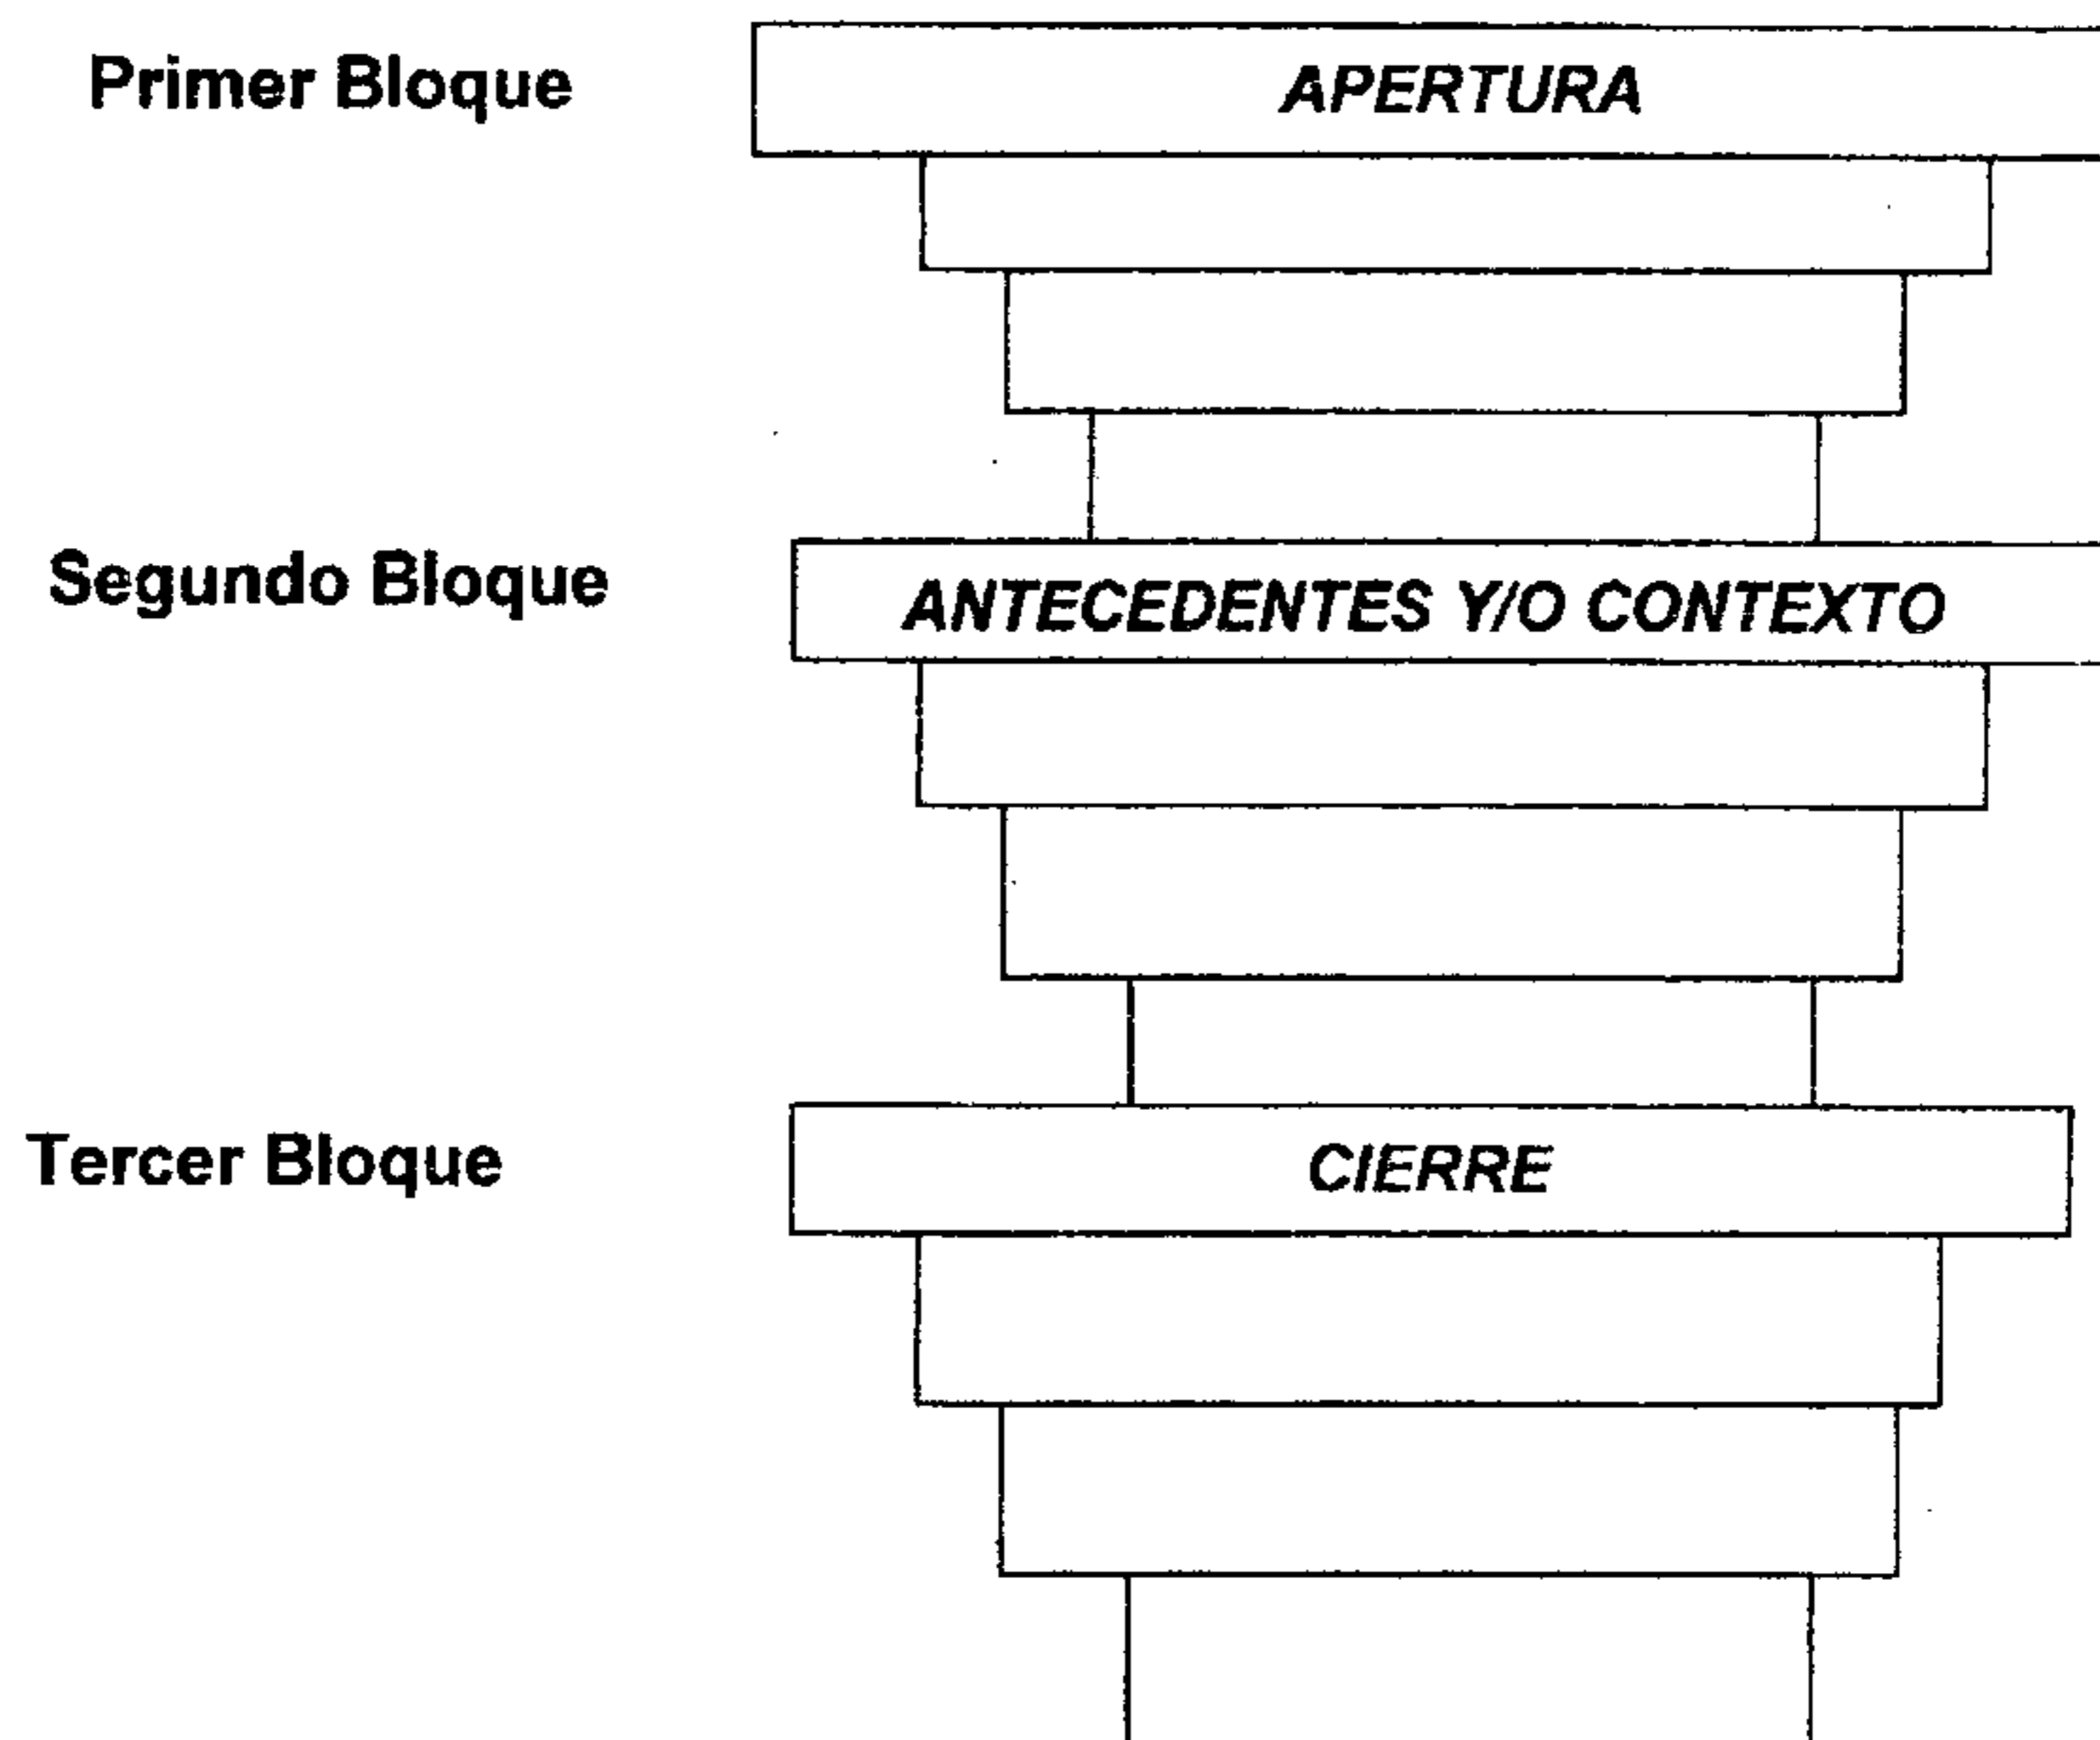 Primer Bloque
APERTURA
Segundo Bloque
ANTECEDENTES Y/O CONTEXTO
Tercer Bloque
CIERRE